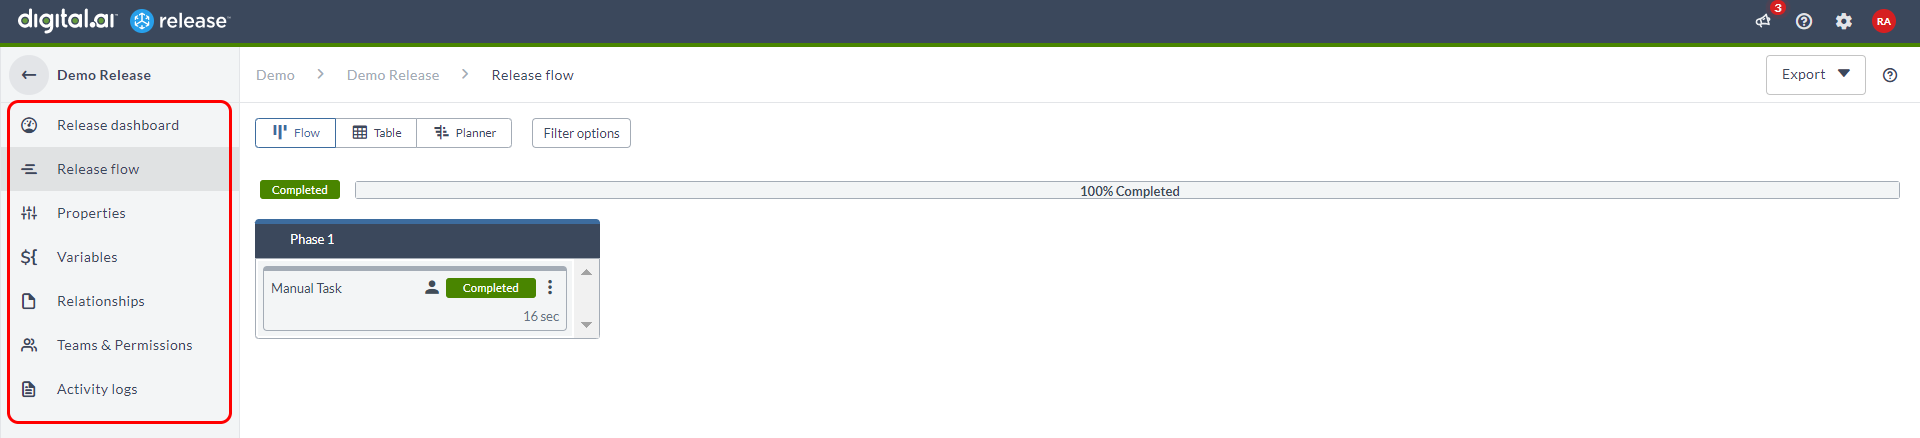 digital.ai release
3
RA
Demo Release
Demo
Demo Release
Release flow
Export
Release dashboard
Release flow
Properties
Variables
Relationships
Teams & Permissions
Activity logs
Flow
Table
Planner
Filter options
Completed
100% Completed
Phase 1
Manual Task
Completed
16 sec